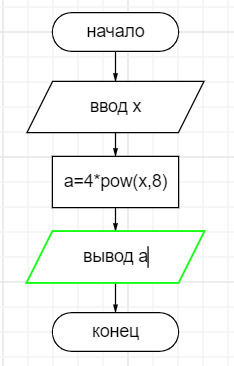 начало
ввод x
a=4*pow(x,8)
вывод a
конец